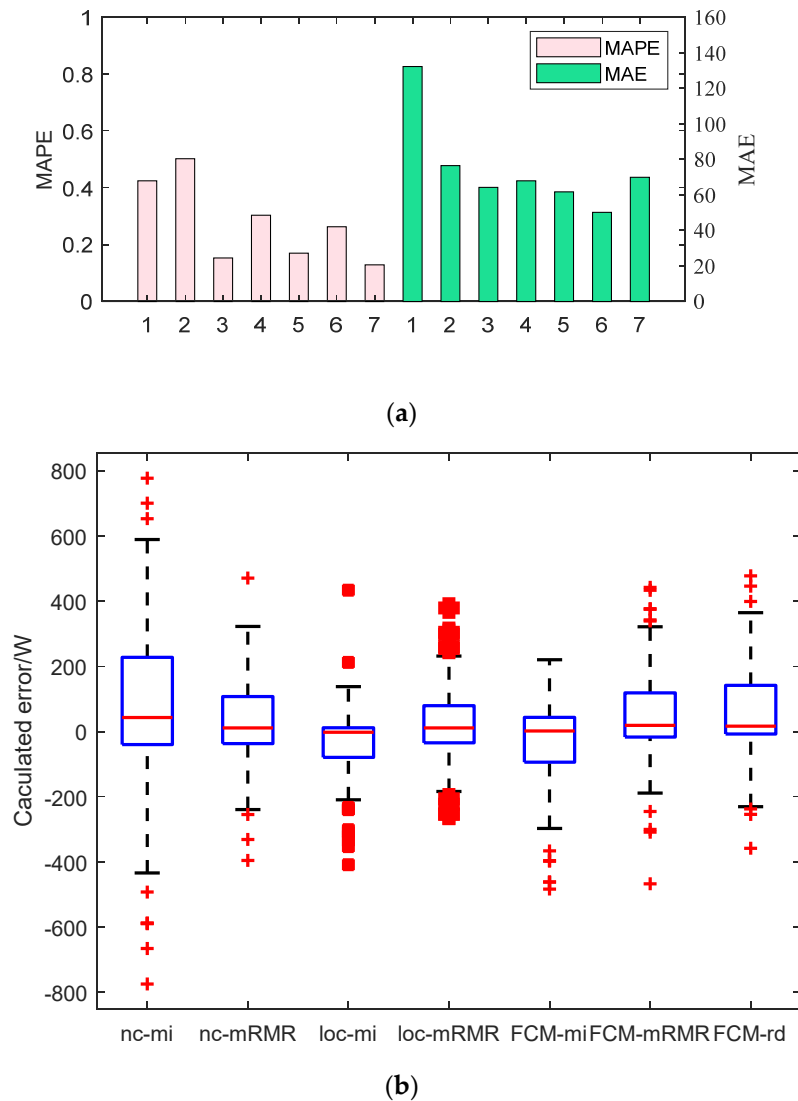 1
160
MAPE
MAE
140
0.8
120
0.6
100
MAPE
MAE
80
0.4
60
40
0.2
20
0
0
1 2 3 4 5 6 7 1 2 3 4 5 6 7
(a)
800
600
400
200
0
-200
-400
-600
-800
Caculated error/W
nc-mi nc-mRMR loc-mi loc-mRMR FCM-mi FCM-mRMR FCM-rd
(b)